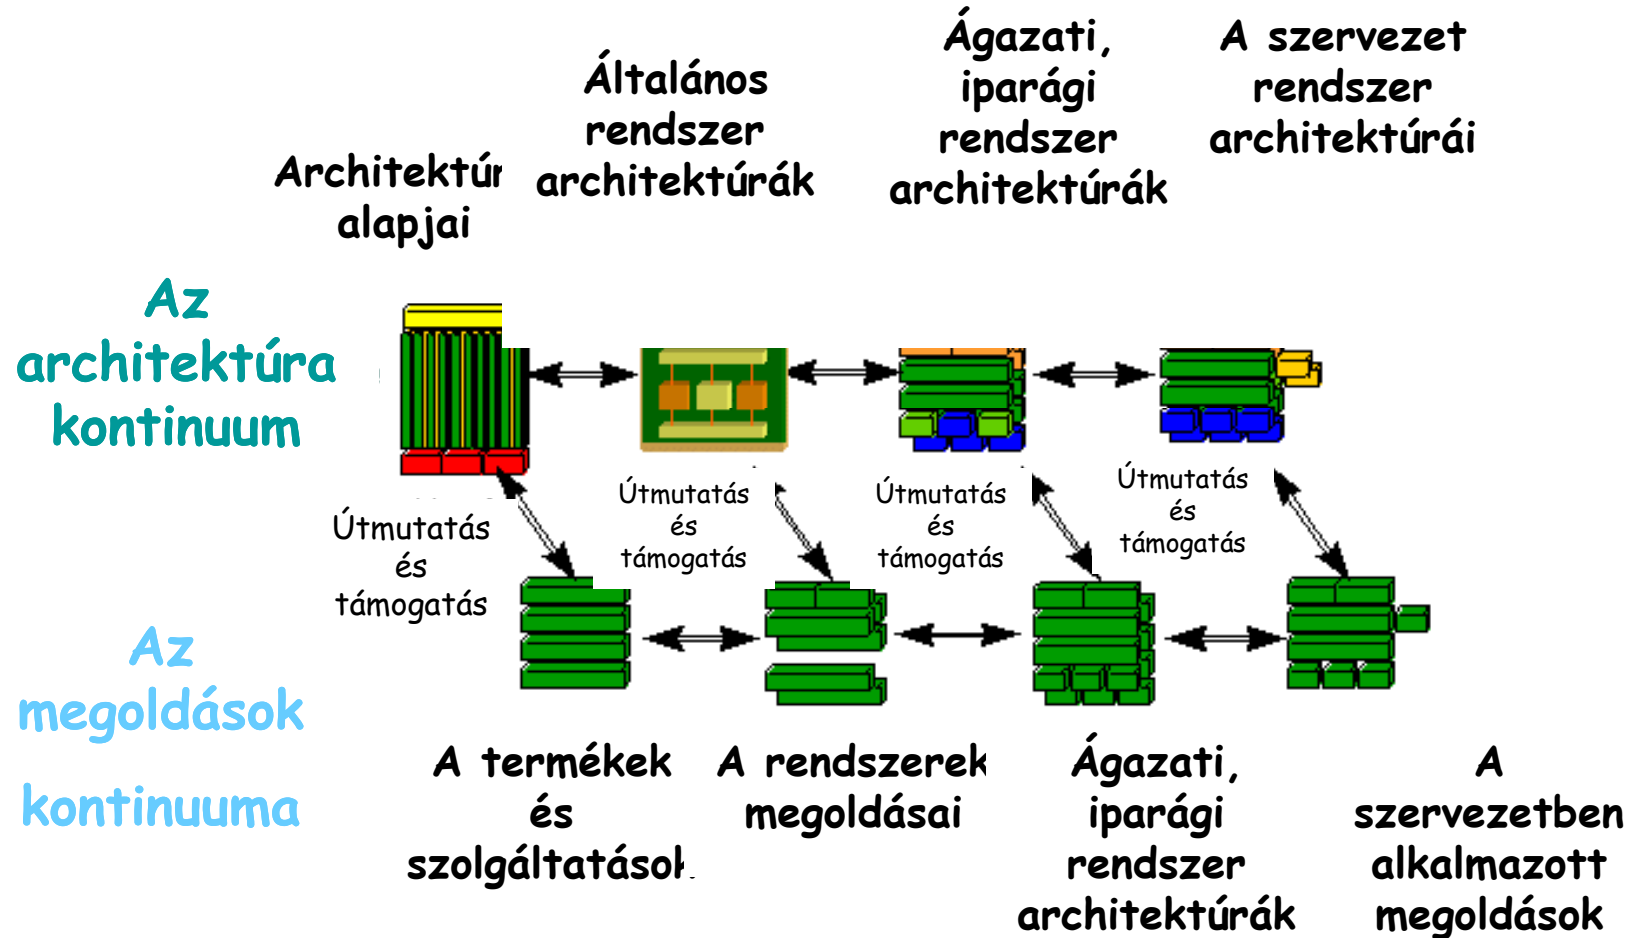 Architektúr
alapjai
Általános
rendszer
architektúrák
Ágazati,
iparági
rendszer
architektúrák
A szervezet
rendszer
architektúrái
Az
architektúra
kontinuum
Útmutatás
és
támogatás
Útmutatás
és
támogatás
Útmutatás
és
támogatás
Útmutatás
és
támogatás
Az
megoldások
kontinuuma
A termékek
és
szolgáltatások
A rendszerek
megoldásai
Ágazati,
iparági
rendszer
architektúrák
A
szervezetben
alkalmazott
megoldások